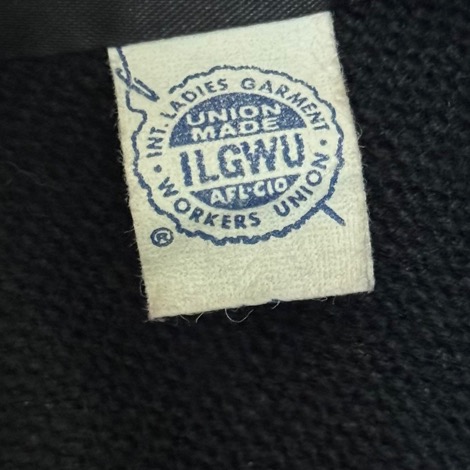 INT. LADIES GARMENT
UNION
MADE
ILGWU
AFL-CIO
· WORKERS UNION ·
®